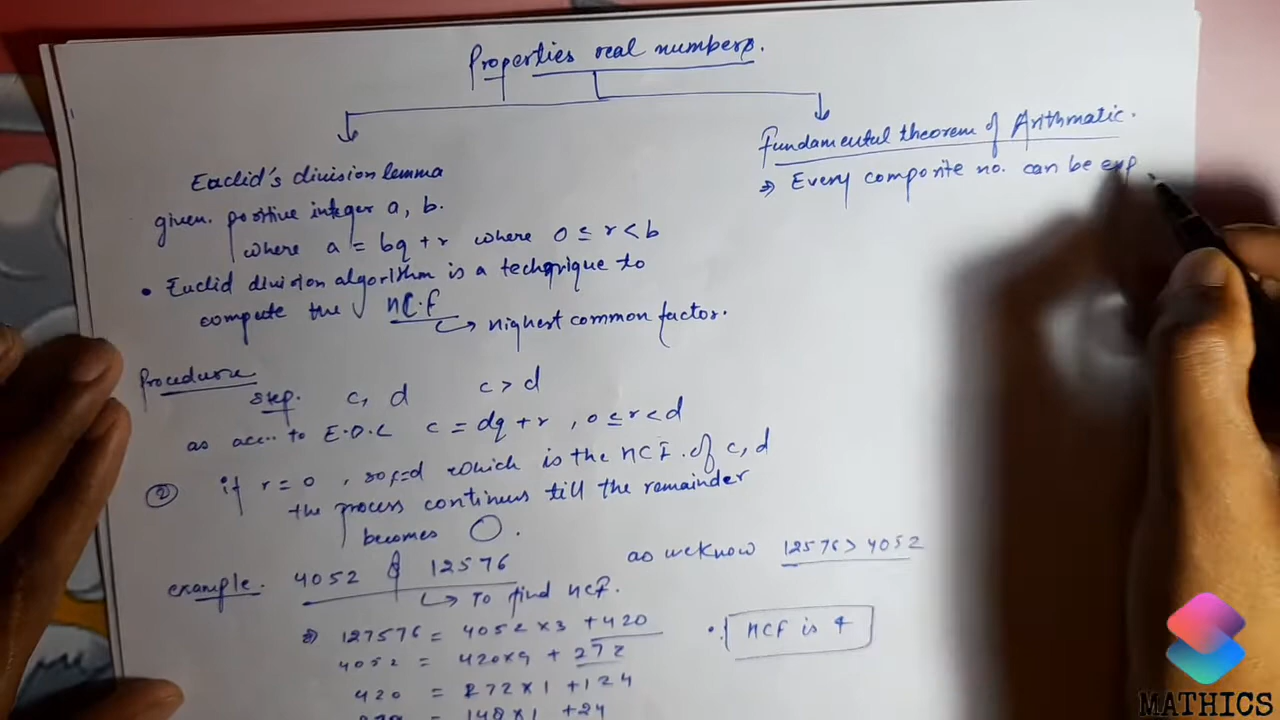 Properties real numbers.
Euclid's division lemma
given. positive integer a, b.
where a = bq + r where 0 ≤ r < b
• Euclid division algorithm is a technique to
compute the H.C.F
↳ Highest common factor.
Procedure
step. c, d c > d
as acc.. to E.D.L c = dq + r , 0 ≤ r < d
② if r = 0 , so d which is the HCF. of c, d
the process continues till the remainder
becomes 0 .
example. 4052 & 12576
↳ To find HCF.
as we know 12576 > 4052
⇒ 127576 = 4052 × 3 + 420
4052 = 420 × 9 + 272
420 = 272 × 1 + 124
148 × 1 + 24
• HCF is 4
Fundamental theorem of Arithmatic.
⇒ Every composite no. can be exp
MATHICS